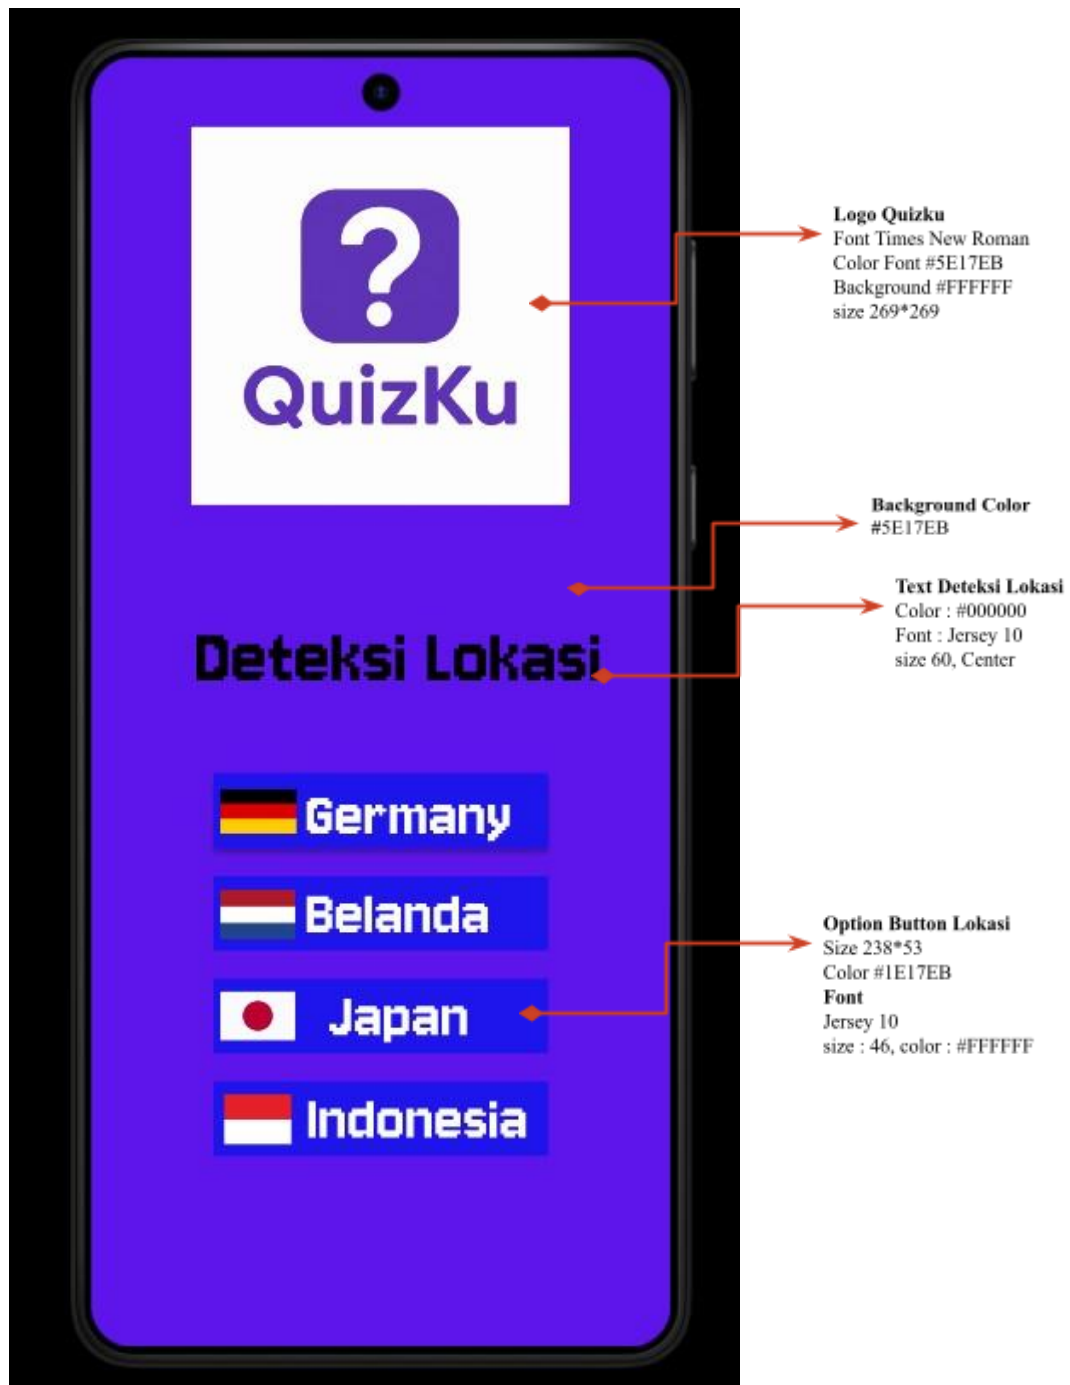 ?
QuizKu
Deteksi Lokasi
Germany
Belanda
Japan
Indonesia
Logo Quizku
Font Times New Roman
Color Font #5E17EB
Background #FFFFFF
size 269*269
Background Color
#5E17EB
Text Deteksi Lokasi
Color : #000000
Font : Jersey 10
size 60, Center
Option Button Lokasi
Size 238*53
Color #1E17EB
Font
Jersey 10
size : 46, color : #FFFFFF